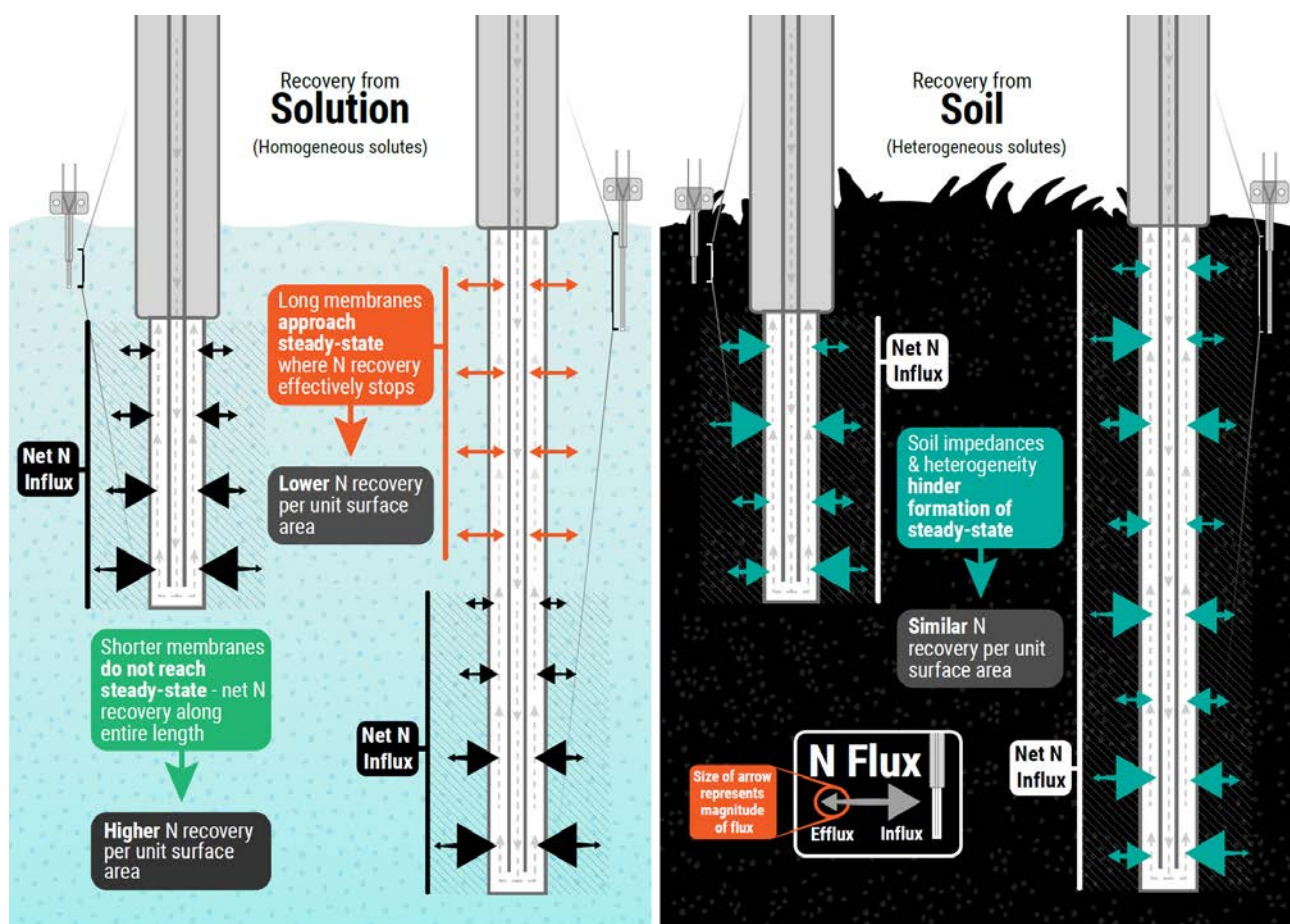 Recovery from
Solution
(Homogeneous solutes)
Long membranes
approach
steady-state
where N recovery
effectively stops
Lower N recovery
per unit surface
area
Net N
Influx
Shorter membranes
do not reach
steady-state - net N
recovery along
entire length
Higher N recovery
per unit surface
area
Net N
Influx
Recovery from
Soil
(Heterogeneous solutes)
Net N
Influx
Soil impedances
& heterogeneity
hinder
formation of
steady-state
Similar N
recovery per unit
surface area
Net N
Influx
N Flux
Size of arrow
represents
magnitude
of flux
Efflux Influx